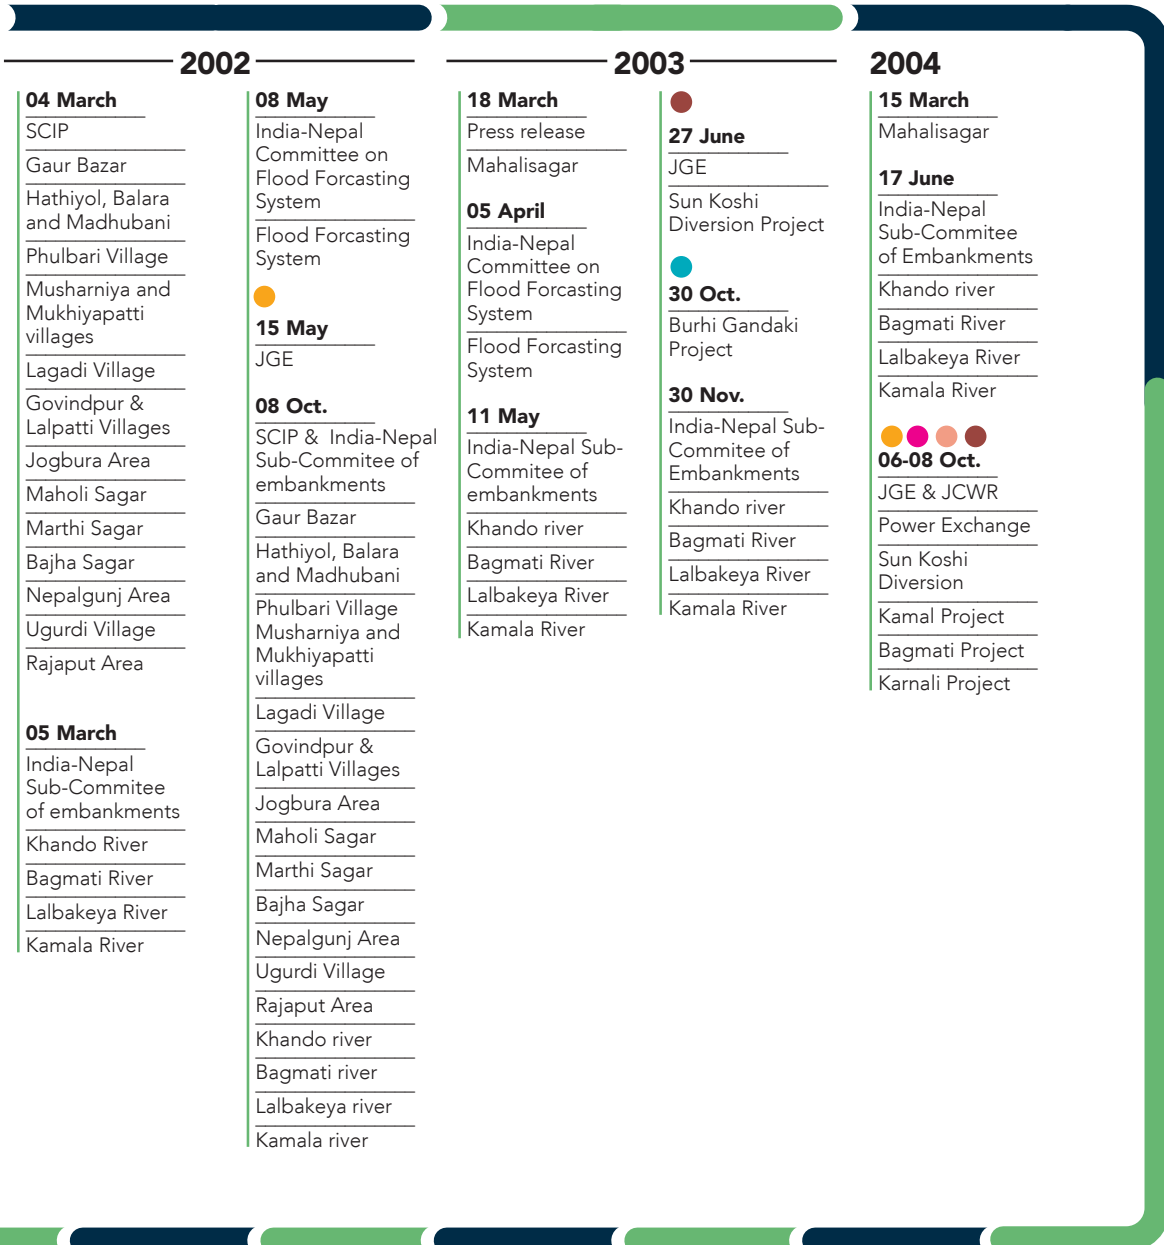 2002
04 March
SCIP
Gaur Bazar
Hathiyol, Balara
and Madhubani
Phulbari Village
Musharniya and
Mukhiyapatti
villages
Lagadi Village
Govindpur &
Lalpatti Villages
Jogbura Area
Maholi Sagar
Marthi Sagar
Bajha Sagar
Nepalgunj Area
Ugurdi Village
Rajaput Area
05 March
India-Nepal
Sub-Commitee
of embankments
Khando River
Bagmati River
Lalbakeya River
Kamala River
08 May
India-Nepal
Committee on
Flood Forcasting
System
Flood Forcasting
System
15 May
JGE
08 Oct.
SCIP & India-Nepal
Sub-Commitee of
embankments
Gaur Bazar
Hathiyol, Balara
and Madhubani
Phulbari Village
Musharniya and
Mukhiyapatti
villages
Lagadi Village
Govindpur &
Lalpatti Villages
Jogbura Area
Maholi Sagar
Marthi Sagar
Bajha Sagar
Nepalgunj Area
Ugurdi Village
Rajaput Area
Khando river
Bagmati river
Lalbakeya river
Kamala river
2003
18 March
Press release
Mahalisagar
05 April
India-Nepal
Committee on
Flood Forcasting
System
Flood Forcasting
System
11 May
India-Nepal Sub-
Commitee of
embankments
Khando river
Bagmati River
Lalbakeya River
Kamala River
27 June
JGE
Sun Koshi
Diversion Project
30 Oct.
Burhi Gandaki
Project
30 Nov.
India-Nepal Sub-
Commitee of
Embankments
Khando river
Bagmati River
Lalbakeya River
Kamala River
2004
15 March
Mahalisagar
17 June
India-Nepal
Sub-Commitee
of Embankments
Khando river
Bagmati River
Lalbakeya River
Kamala River
06-08 Oct.
JGE & JCWR
Power Exchange
Sun Koshi
Diversion
Kamal Project
Bagmati Project
Karnali Project